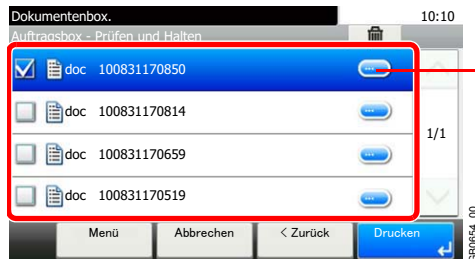 Dokumentenbox. 10:10
Auftragsbox - Prüfen und Halten
doc 100831170850
doc 100831170814
1/1
doc 100831170659
doc 100831170519
Menü Abbrechen < Zurück Drucken